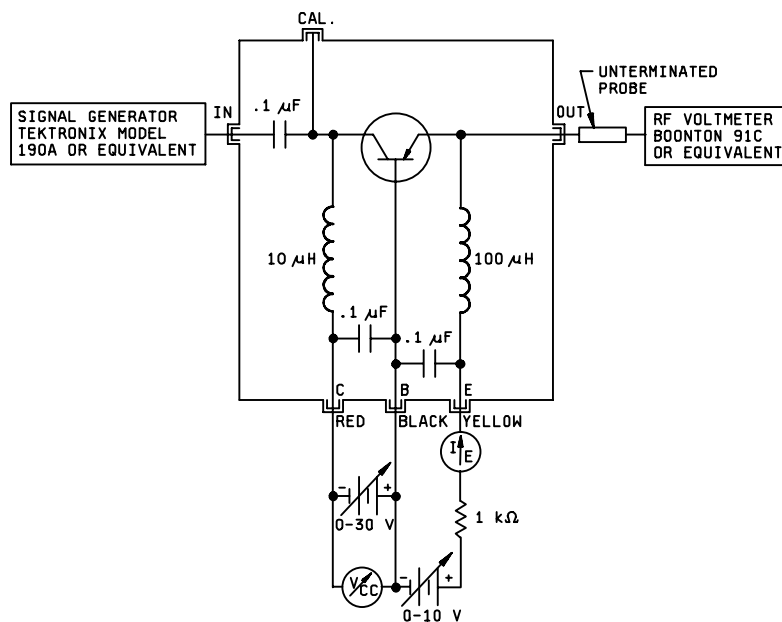 CAL.
UNTERMINATED
PROBE
IN
.1 μF
OUT
SIGNAL GENERATOR
TEKTRONIX MODEL
190A OR EQUIVALENT
RF VOLTMETER
BOONTON 91C
OR EQUIVALENT
10 μH
100 μH
.1 μF
.1 μF
C
B
E
RED
BLACK
YELLOW
I E
- +
0-30 V
1 kΩ
V CC
- +
0-10 V